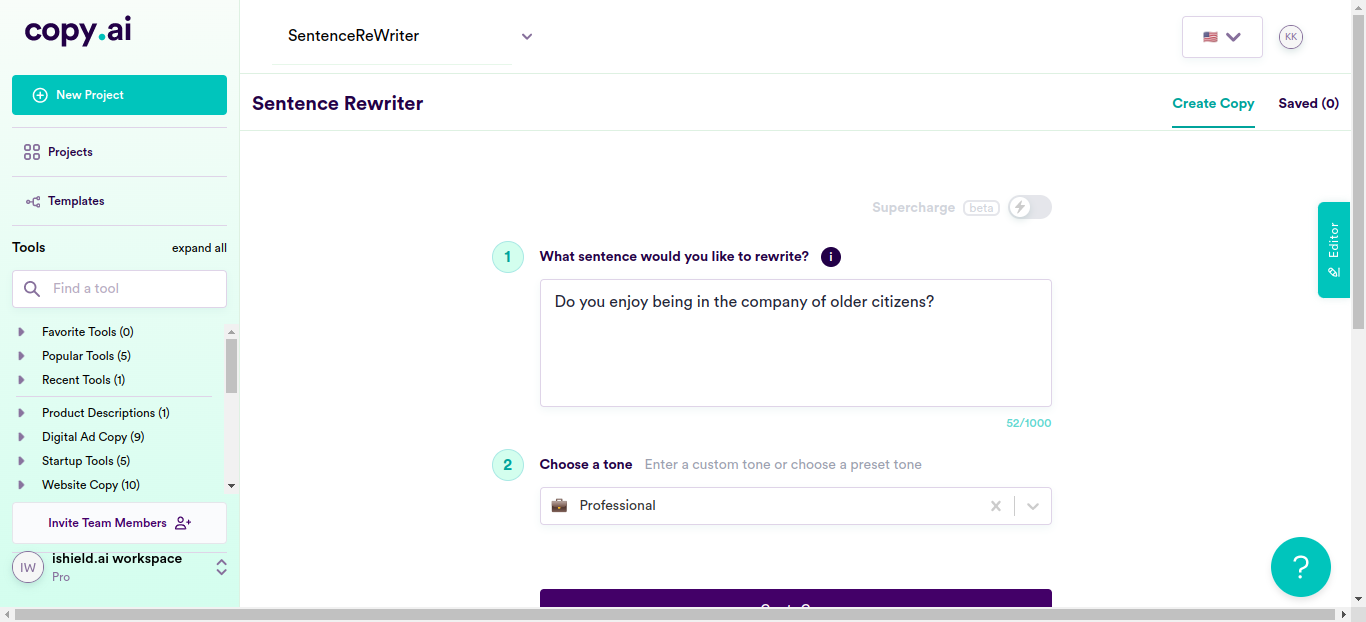 copy.ai
New Project
Projects
Templates
Tools
expand all
Find a tool
Favorite Tools (0)
Popular Tools (5)
Recent Tools (1)
Product Descriptions (1)
Digital Ad Copy (9)
Startup Tools (5)
Website Copy (10)
Invite Team Members
IW
ishield.ai workspace
Pro
SentenceReWriter
KK
Sentence Rewriter
Create Copy
Saved (0)
Supercharge beta
1 What sentence would you like to rewrite? i
Do you enjoy being in the company of older citizens?
52/1000
2 Choose a tone Enter a custom tone or choose a preset tone
Professional
Editor
?